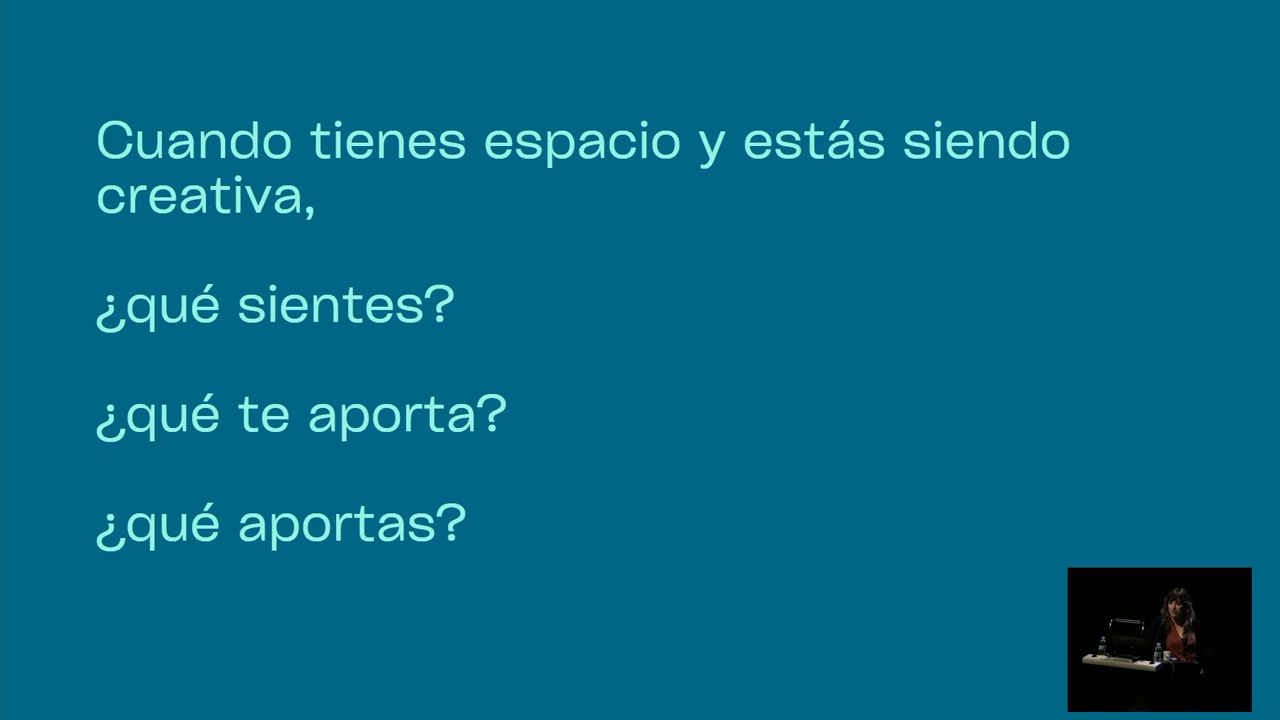 Cuando tienes espacio y estás siendo
creativa,
¿qué sientes?
¿qué te aporta?
¿qué aportas?